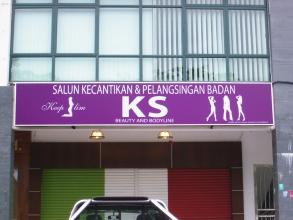 SALUN KECANTIKAN & PELANGSINGAN BADAN
Keep Slim
KS
BEAUTY AND BODYLINE